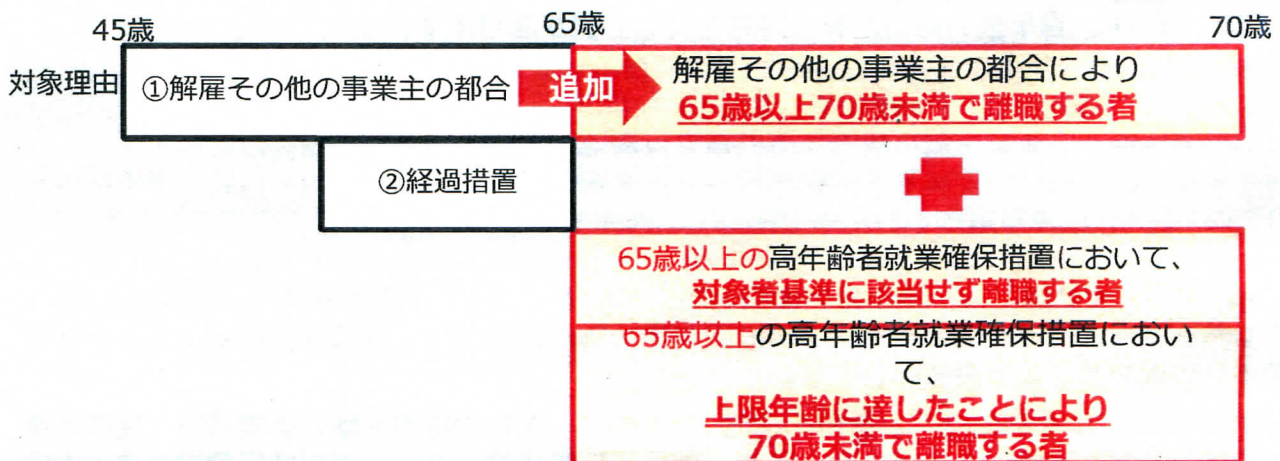 45歳
65歳
70歳
対象理由
①解雇その他の事業主の都合
追加
解雇その他の事業主の都合により
65歳以上70歳未満で離職する者
②経過措置
65歳以上の高年齢者就業確保措置において、
対象者基準に該当せず離職する者
65歳以上の高年齢者就業確保措置におい
て、
上限年齢に達したことにより
70歳未満で離職する者